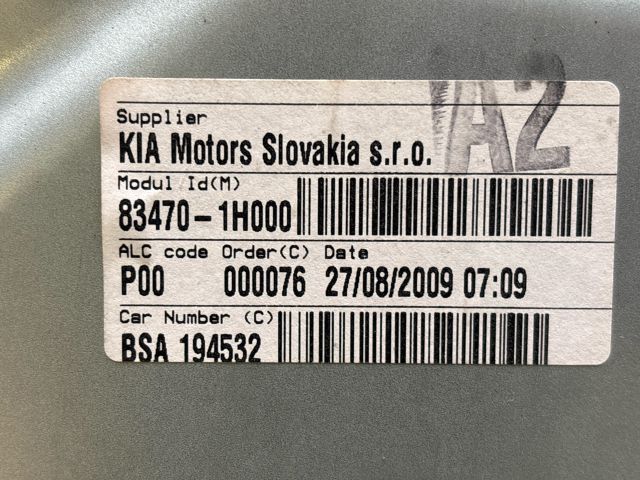 A2
Supplier
KIA Motors Slovakia s.r.o.
Modul Id(M)
83470-1H000
ALC code Order(C) Date
P00 000076 27/08/2009 07:09
Car Number (C)
BSA 194532